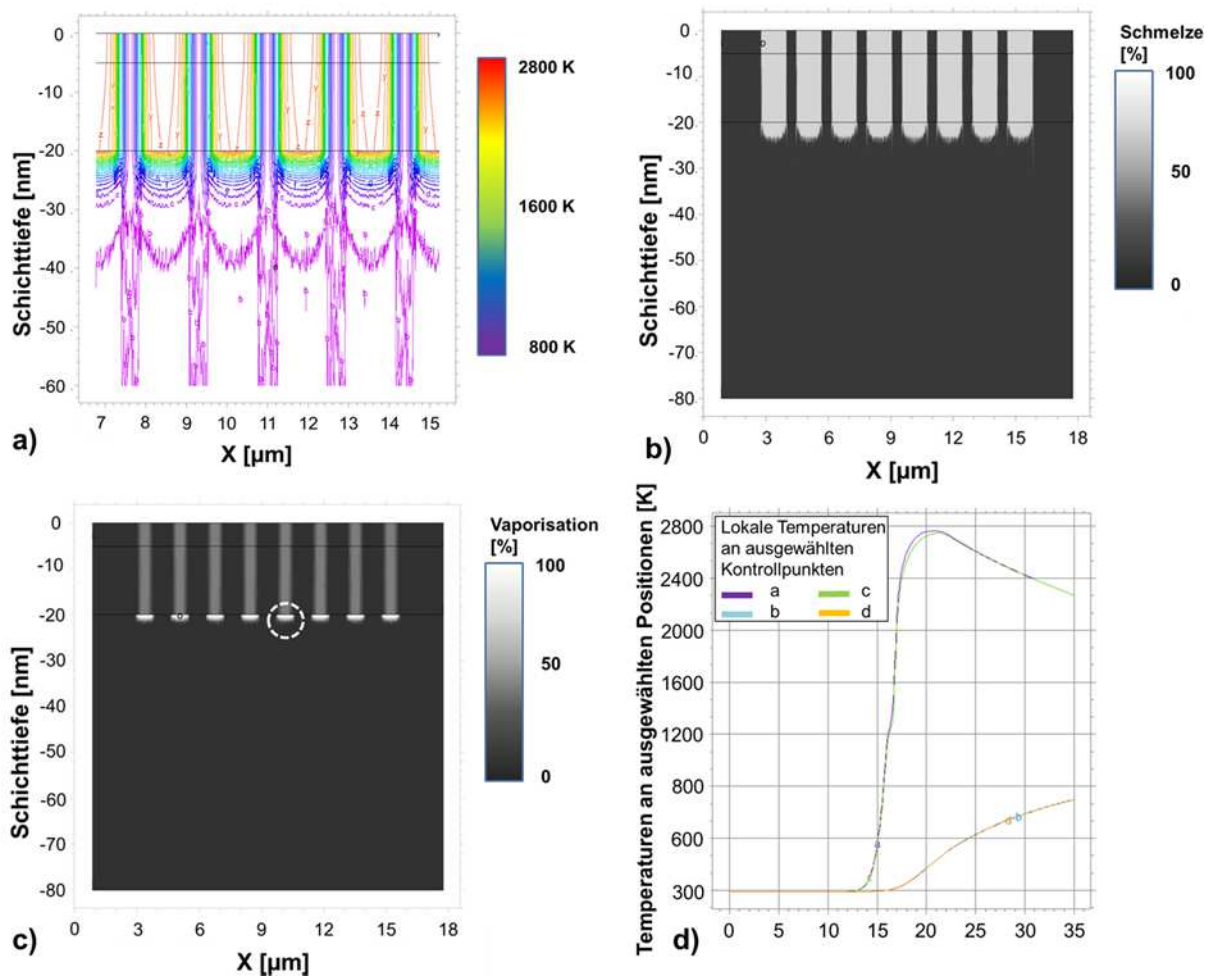 0
-10
-20
-30
-40
-50
-60
Schichttiefe [nm]
7 8 9 10 11 12 13 14 15
X [µm]
2800 K
1600 K
800 K
a)
0
-10
-20
-30
-40
-50
-60
-70
-80
Schichttiefe [nm]
0 3 6 9 12 15 18
X [µm]
Schmelze
[%]
100
50
0
b)
0
-10
-20
-30
-40
-50
-60
-70
-80
Schichttiefe [nm]
0 3 6 9 12 15 18
X [µm]
Vaporisation
[%]
100
50
0
c)
Temperaturen an ausgewählten Positionen [K]
2800
2400
2000
1600
1200
800
600
300
Lokale Temperaturen
an ausgewählten
Kontrollpunkten
a c
b d
a
d b
0 5 10 15 20 25 30 35
d)